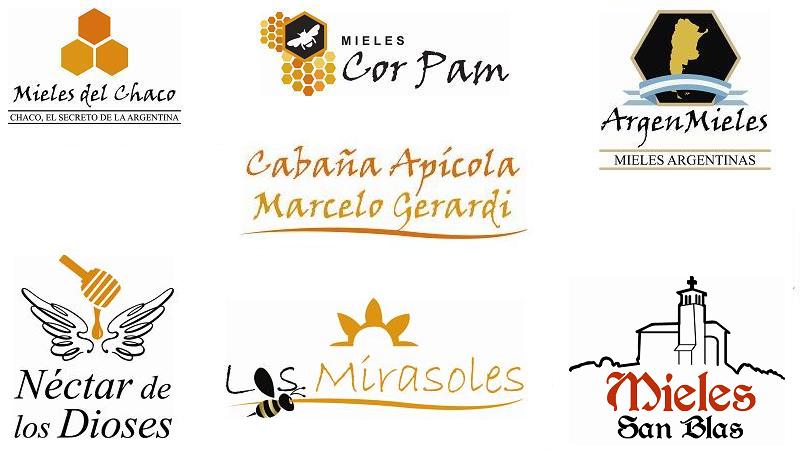 Mieles del Chaco
CHACO, EL SECRETO DE LA ARGENTINA
MIELES
Cor Pam
ArgenMieles
MIELES ARGENTINAS
Cabaña Apícola
Marcelo Gerardi
Néctar de
los Dioses
Los Mirasoles
Mieles
San Blas